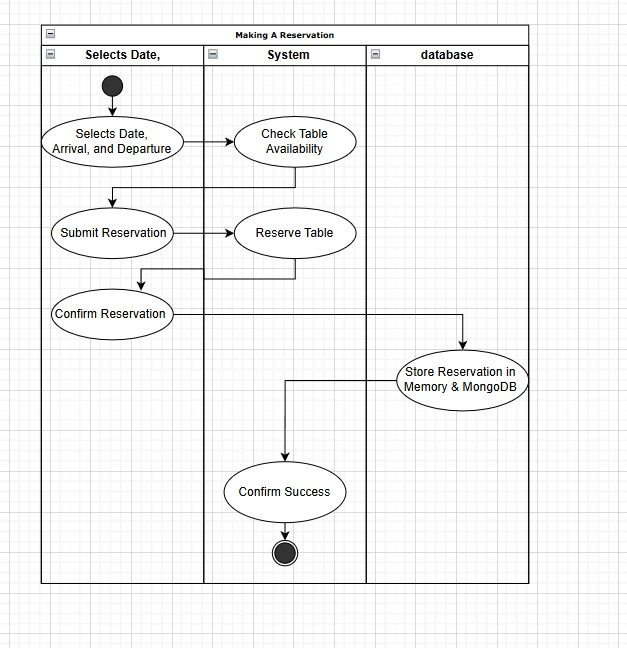 Making A Reservation
Selects Date,
System
database
Selects Date,
Arrival, and Departure
Check Table
Availability
Submit Reservation
Reserve Table
Confirm Reservation
Store Reservation in
Memory & MongoDB
Confirm Success